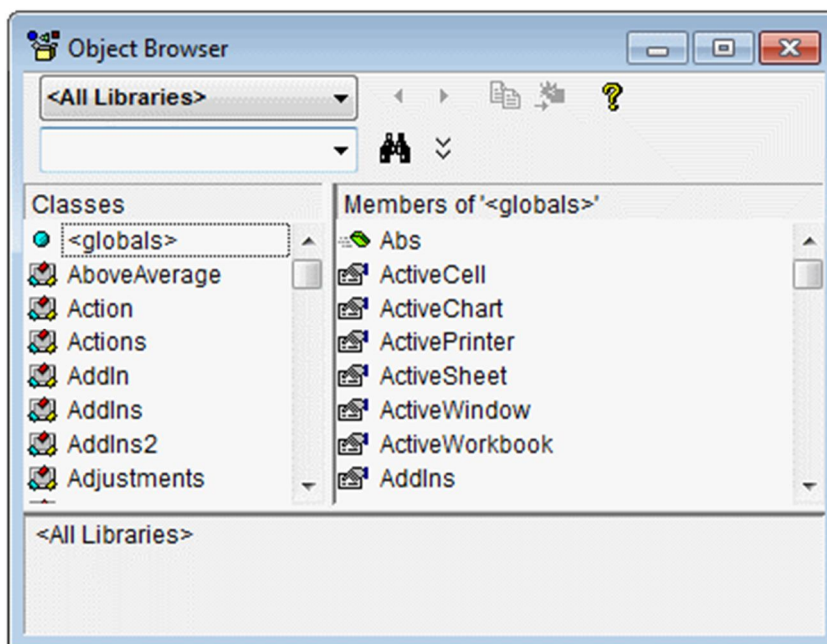 Object Browser
<All Libraries>
Classes
<globals>
AboveAverage
Action
Actions
AddIn
AddIns
AddIns2
Adjustments
Members of '<globals>'
Abs
ActiveCell
ActiveChart
ActivePrinter
ActiveSheet
ActiveWindow
ActiveWorkbook
AddIns
<All Libraries>